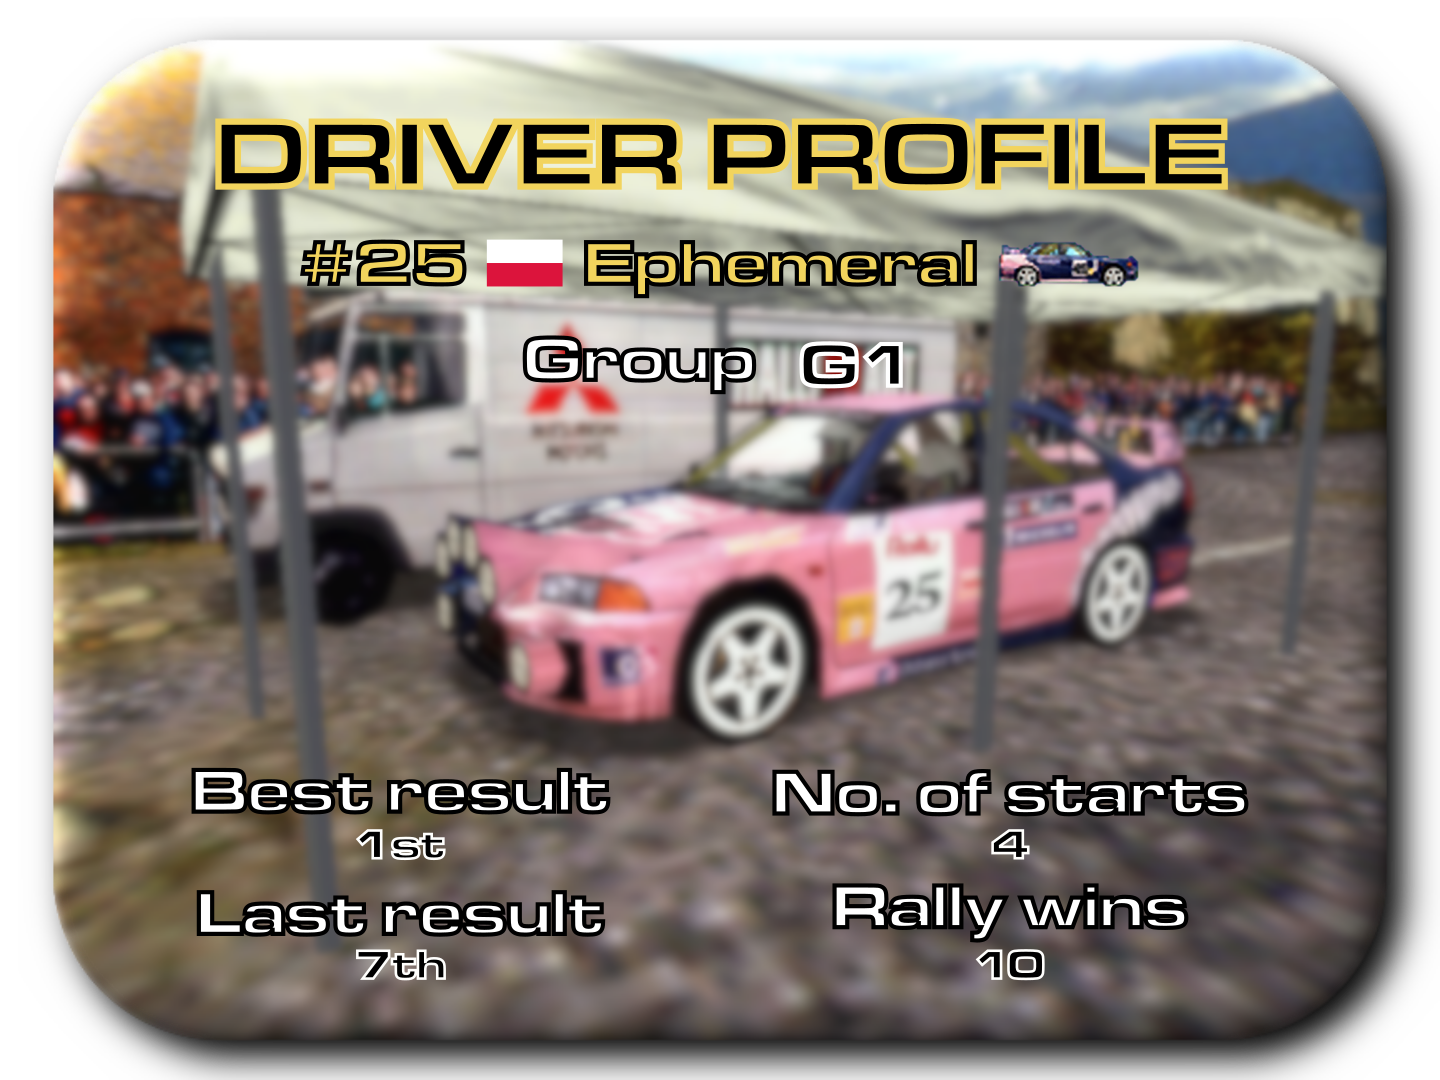 DRIVER PROFILE
#25 Ephemeral
Group G1
25
Best result
1st
No. of starts
4
Last result
7th
Rally wins
10